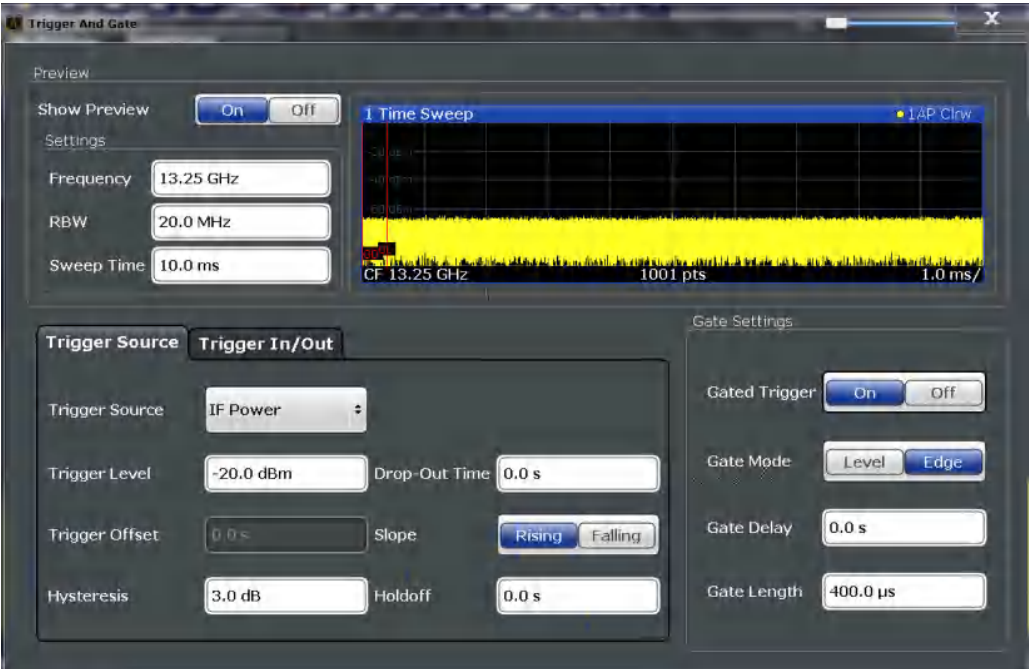 Trigger And Gate
X
Preview
Show Preview On Off
Settings
Frequency 13.25 GHz
RBW 20.0 MHz
Sweep Time 10.0 ms
1 Time Sweep 1AP Clrw
CF 13.25 GHz 1001 pts 1.0 ms/
Trigger Source Trigger In/Out
Trigger Source IF Power
Trigger Level -20.0 dBm Drop-Out Time 0.0 s
Trigger Offset 0.0 s Slope Rising Falling
Hysteresis 3.0 dB Holdoff 0.0 s
Gate Settings
Gated Trigger On Off
Gate Mode Level Edge
Gate Delay 0.0 s
Gate Length 400.0 µs